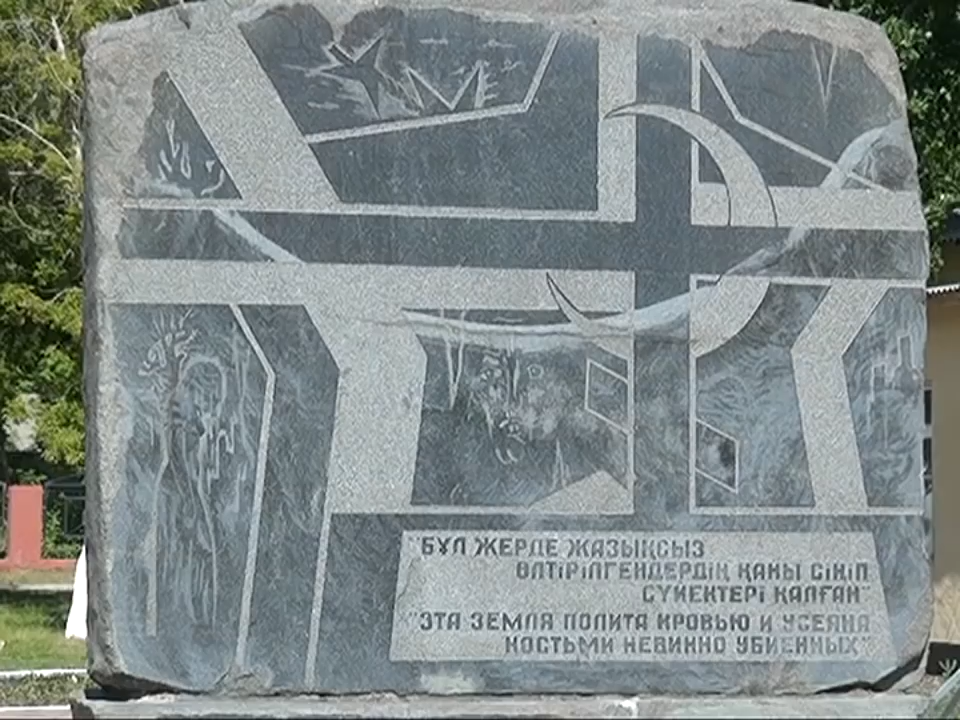 "БҰЛ ЖЕРДЕ ЖАЗЫҚСЫЗ
ӨЛТІРІЛГЕНДЕРДІҢ ҚАНЫ СІҢІП
СҮЙЕКТЕРІ ҚАЛҒАН"
"ЭТА ЗЕМЛЯ ПОЛИТА КРОВЬЮ И УСЕЯНА
КОСТЬМИ НЕВИННО УБИЕННЫХ"